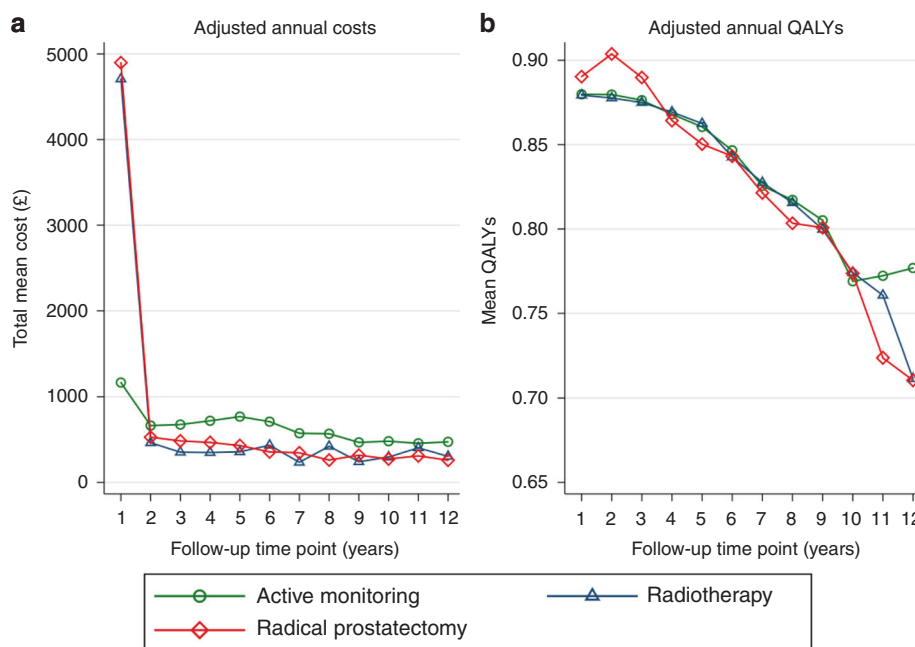 a
Adjusted annual costs
5000
4000
3000
2000
1000
0
Total mean cost (£)
1 2 3 4 5 6 7 8 9 10 11 12
Follow-up time point (years)
b
Adjusted annual QALYs
0.90
0.85
0.80
0.75
0.70
0.65
Mean QALYs
1 2 3 4 5 6 7 8 9 10 11 12
Follow-up time point (years)
Active monitoring
Radiotherapy
Radical prostatectomy